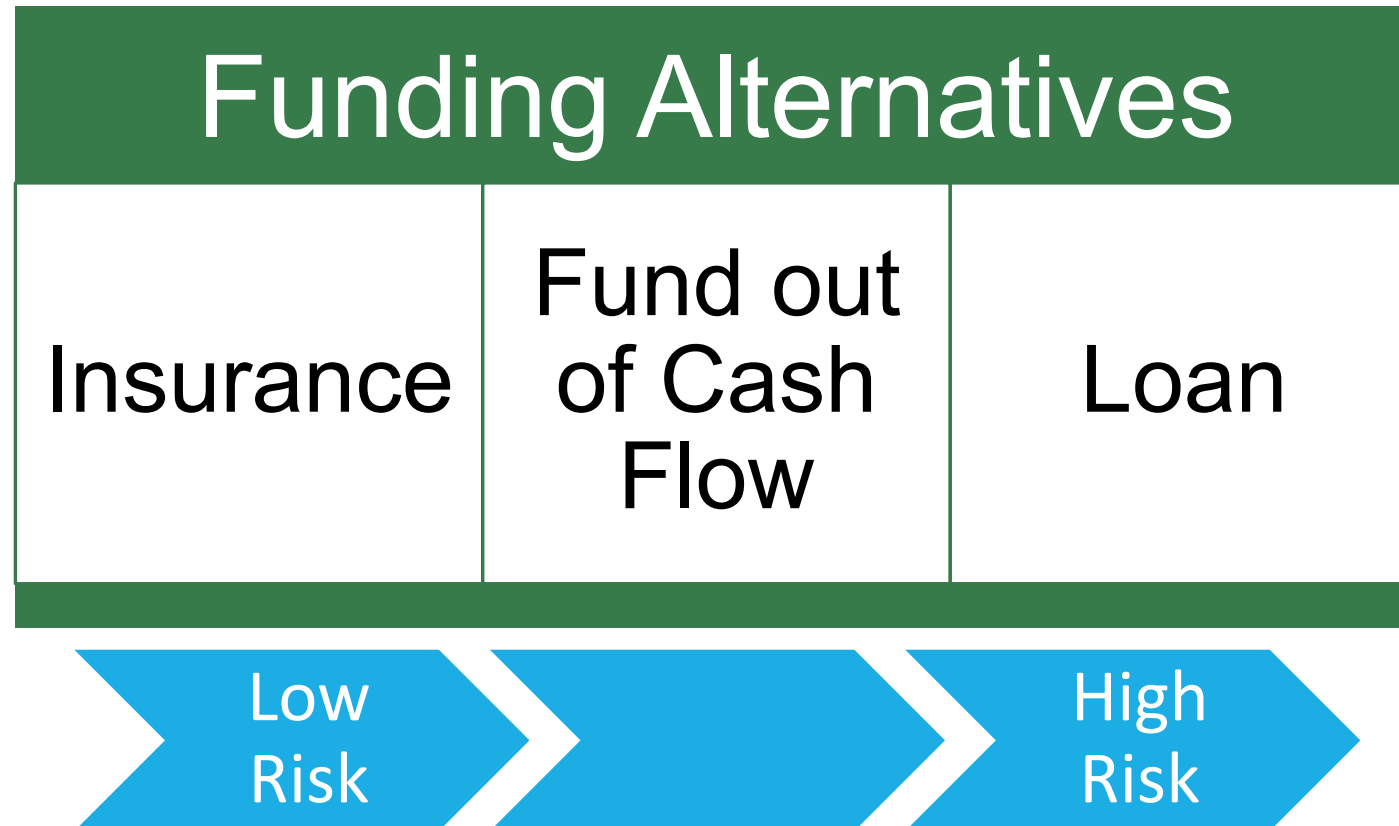 Funding Alternatives
Insurance
Fund out
of Cash
Flow
Loan
Low
Risk
High
Risk